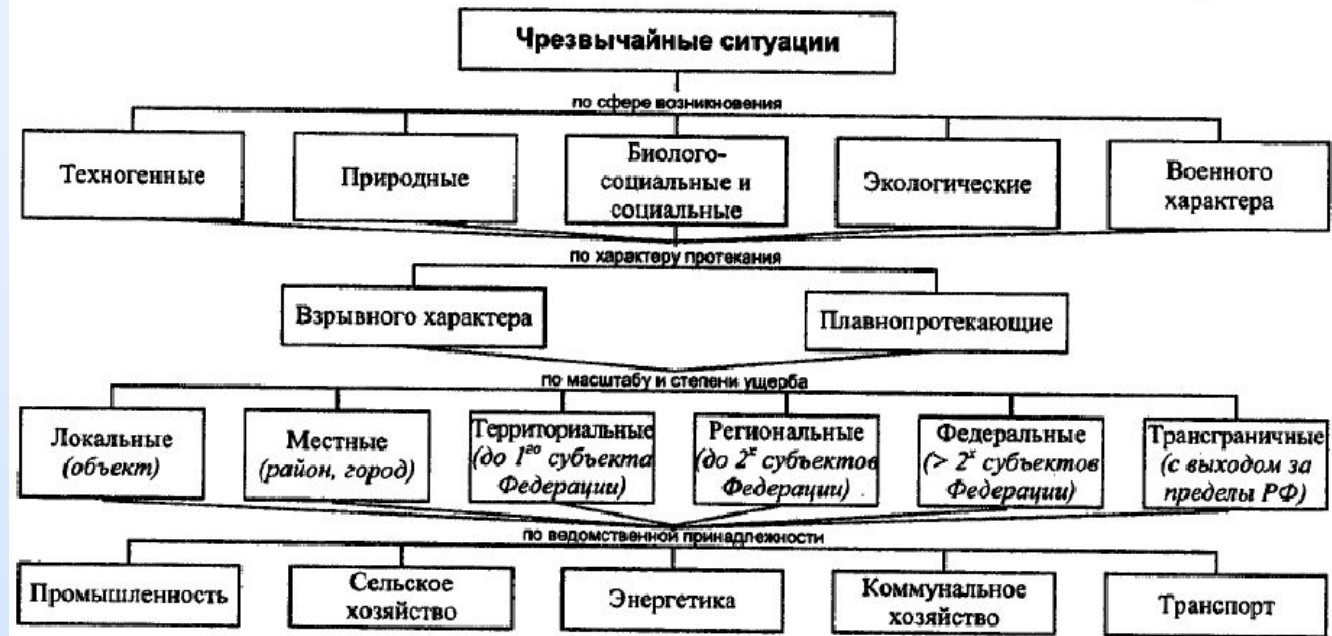 Чрезвычайные ситуации
по сфере возникновения
Техногенные
Природные
Биолого-
социальные и
социальные
Экологические
Военного
характера
по характеру протекания
Взрывного характера
Плавнопротекающие
по масштабу и степени ущерба
Локальные
(объект)
Местные
(район, город)
Территориальные
(до 1го субъекта
Федерации)
Региональные
(до 2х субъектов
Федерации)
Федеральные
(> 2х субъектов
Федерации)
Трансграничные
(с выходом за
пределы РФ)
по ведомственной принадлежности
Промышленность
Сельское
хозяйство
Энергетика
Коммунальное
хозяйство
Транспорт